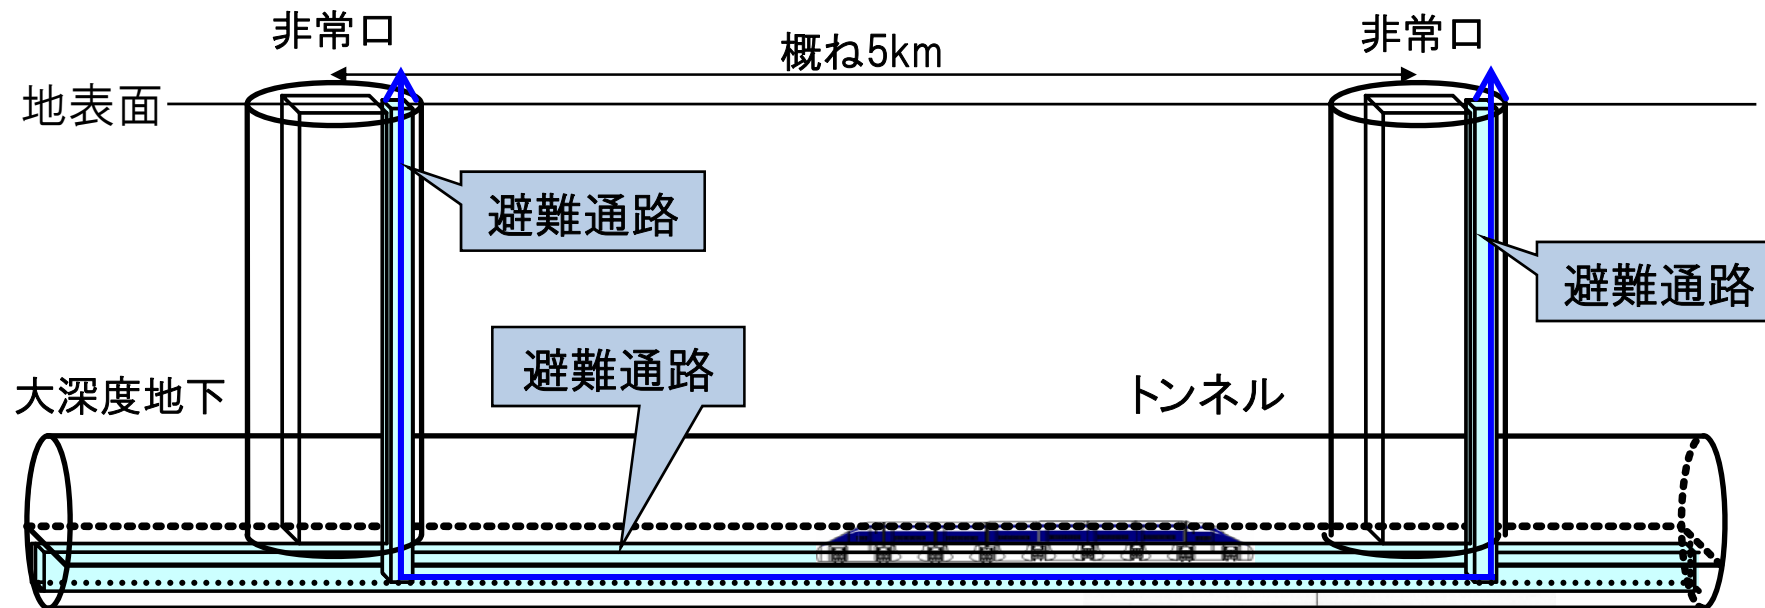 非常口
概ね5km
非常口
地表面
避難通路
避難通路
避難通路
大深度地下
トンネル